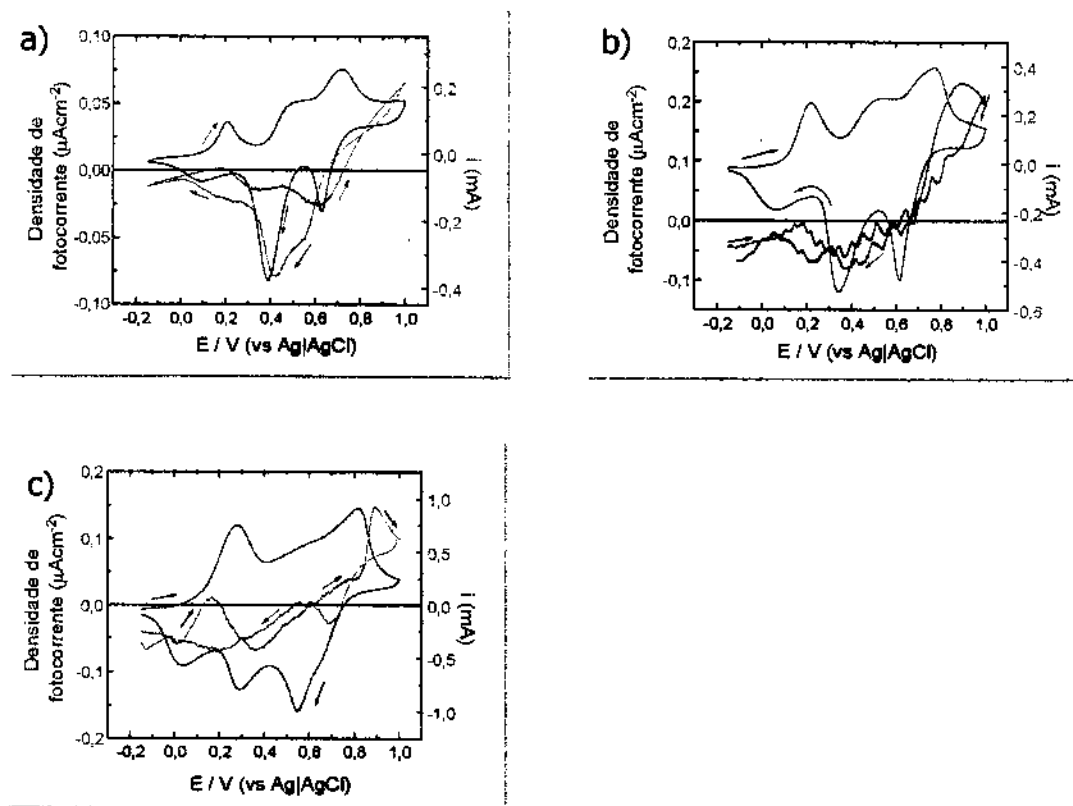 a)
0,10
0,05
0,00
-0,05
-0,10
Densidade de
fotocorrente (µAcm⁻²)
0,2
0,0
-0,2
-0,4
i (mA)
0,0 0,2 0,4 0,6 0,8 1,0
E / V (vs Ag|AgCl)
b)
0,2
0,2
0,1
0,0
-0,1
Densidade de
fotocorrente (µAcm⁻²)
0,4
0,2
0,0
-0,2
-0,4
-0,6
i (mA)
-0,2 0,0 0,2 0,4 0,6 0,8 1,0
E / V (vs Ag|AgCl)
c)
0,2
0,1
0,0
-0,1
-0,2
Densidade de
fotocorrente (µAcm⁻²)
1,0
0,5
0,0
-0,5
-1,0
i (mA)
-0,2 0,0 0,2 0,4 0,6 0,8 1,0
E / V (vs Ag|AgCl)